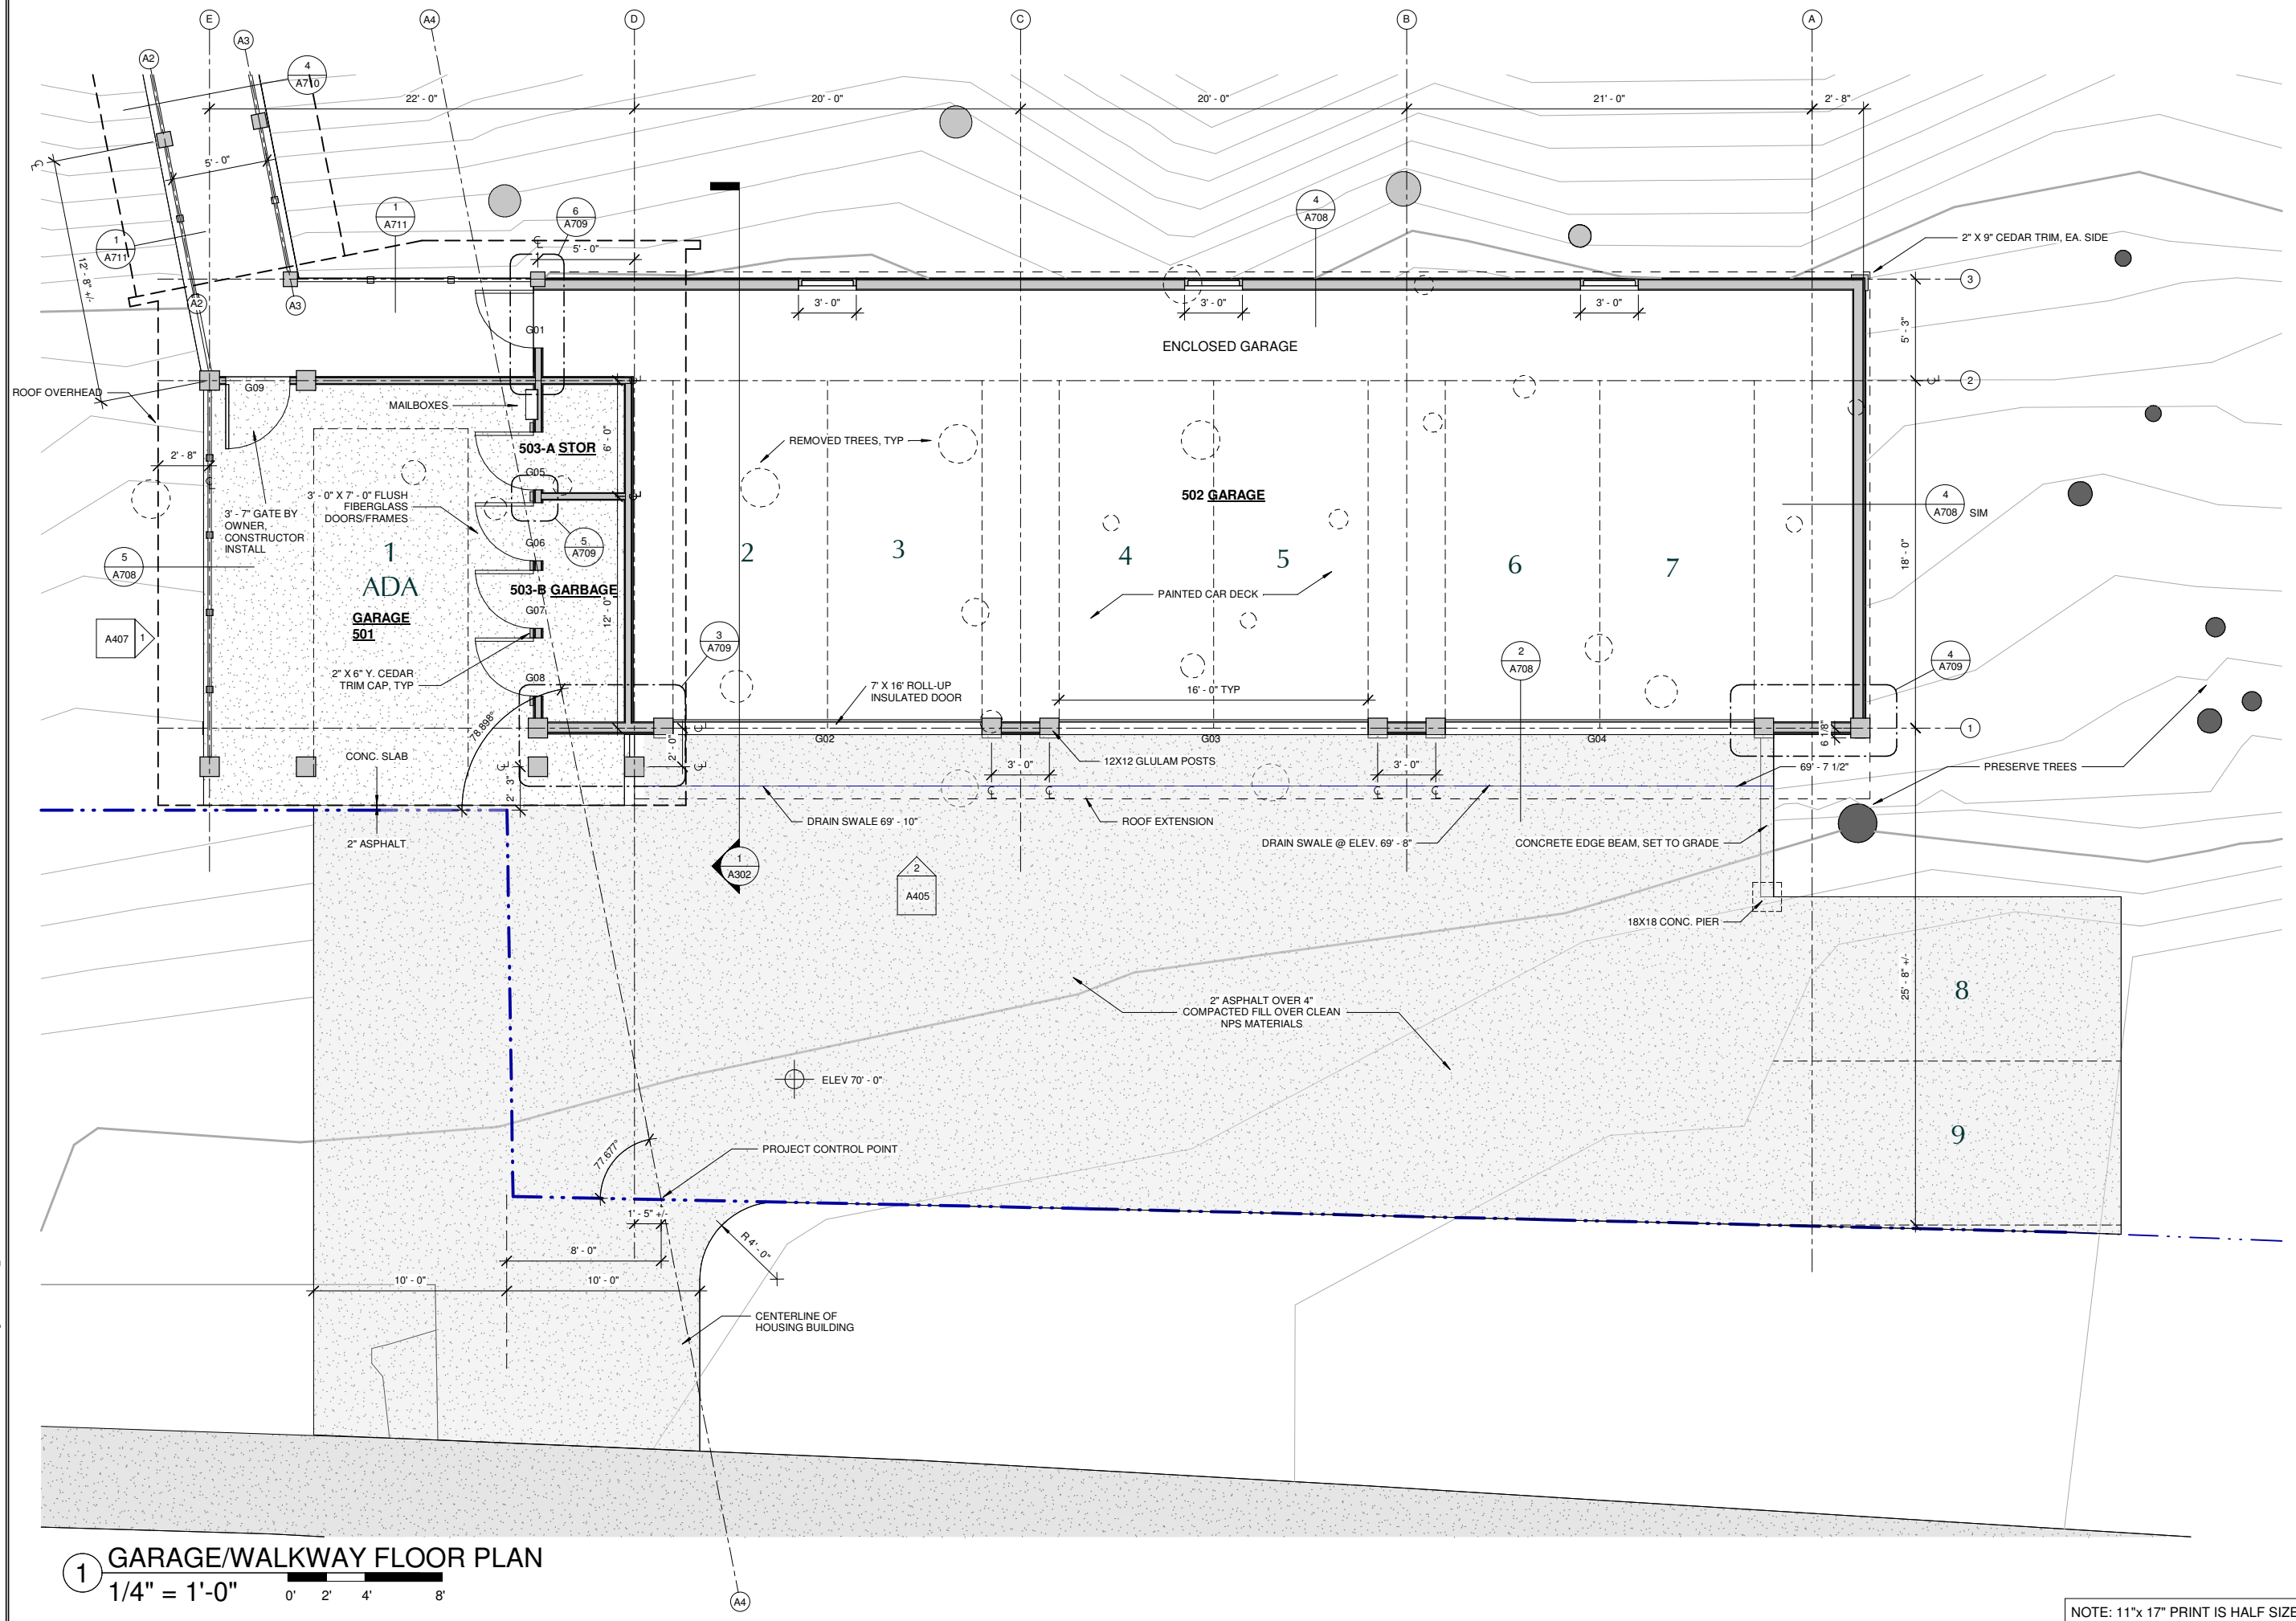 E
A4
D
C
B
A
A3
A2
4
A710
22' - 0"
20' - 0"
20' - 0"
21' - 0"
2' - 8"
5' - 0"
12' - 8" +/-
1
A711
1
A711
6
A709
5' - 0"
4
A708
2" X 9" CEDAR TRIM, EA. SIDE
3
A2
A3
3' - 0"
3' - 0"
3' - 0"
G01
ENCLOSED GARAGE
5' - 3"
2
ROOF OVERHEAD
G09
MAILBOXES
503-A STOR
6' - 0"
REMOVED TREES, TYP
2' - 8"
G05
502 GARAGE
3' - 0" X 7' - 0" FLUSH
FIBERGLASS
DOORS/FRAMES
3' - 7" GATE BY
OWNER,
CONSTRUCTOR
INSTALL
4
A708
SIM
1
ADA
G06
5
A709
2
3
4
5
6
7
18' - 0"
5
A708
503-B GARBAGE
PAINTED CAR DECK
GARAGE
501
G07
12' - 0"
A407
1
3
A709
2
A708
4
A709
2" X 6" Y. CEDAR
TRIM CAP, TYP
G08
7' X 16' ROLL-UP
INSULATED DOOR
16' - 0" TYP
78.898°
G02
G03
G04
6 1/8"
1
CONC. SLAB
2' - 0"
2' - 3"
3' - 0"
12X12 GLULAM POSTS
3' - 0"
69' - 7 1/2"
PRESERVE TREES
DRAIN SWALE 69' - 10"
ROOF EXTENSION
2" ASPHALT
DRAIN SWALE @ ELEV. 69' - 8"
CONCRETE EDGE BEAM, SET TO GRADE
1
A302
2
A405
18X18 CONC. PIER
25' - 8" +/-
8
2" ASPHALT OVER 4"
COMPACTED FILL OVER CLEAN
NPS MATERIALS
ELEV 70' - 0"
9
77.677°
PROJECT CONTROL POINT
1' - 5" +/-
8' - 0"
R 4' - 0"
10' - 0"
10' - 0"
CENTERLINE OF
HOUSING BUILDING
1
GARAGE/WALKWAY FLOOR PLAN
1/4" = 1'-0"
0' 2' 4' 8'
A4
NOTE: 11"x 17" PRINT IS HALF SIZE